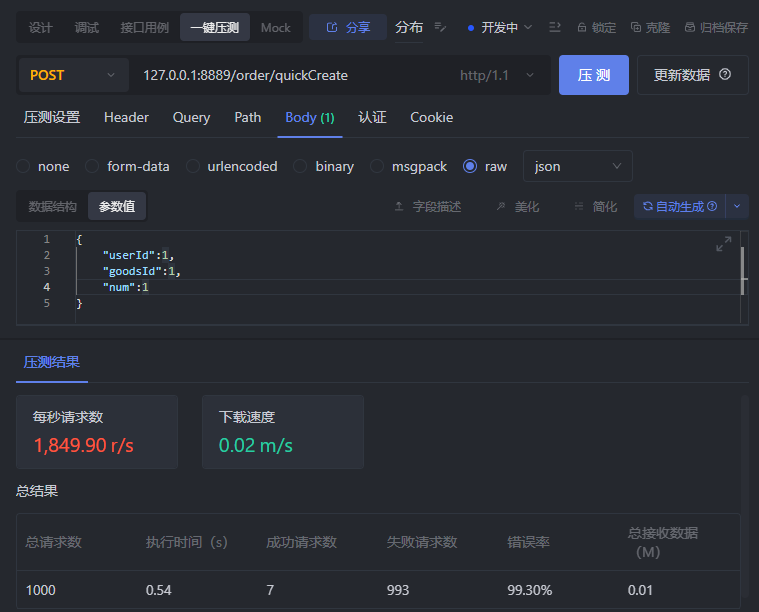 设计 调试 接口用例 一键压测 Mock 分享 分布 开发中 锁定 克隆 归档保存
POST 127.0.0.1:8889/order/quickCreate http/1.1 压 测 更新数据
压测设置 Header Query Path Body (1) 认证 Cookie
none form-data urlencoded binary msgpack raw json
数据结构 参数值 字段描述 美化 简化 自动生成
1 {
2 "userId":1,
3 "goodsId":1,
4 "num":1
5 }
压测结果
每秒请求数 下载速度
1,849.90 r/s 0.02 m/s
总结果
总请求数 执行时间（s） 成功请求数 失败请求数 错误率 总接收数据
（M）
1000 0.54 7 993 99.30% 0.01